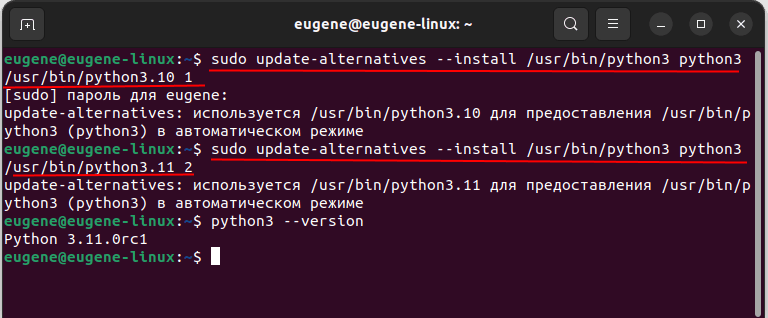 eugene@eugene-linux: ~
eugene@eugene-linux:~$ sudo update-alternatives --install /usr/bin/python3 python3
/usr/bin/python3.10 1
[sudo] пароль для eugene:
update-alternatives: используется /usr/bin/python3.10 для предоставления /usr/bin/p
ython3 (python3) в автоматическом режиме
eugene@eugene-linux:~$ sudo update-alternatives --install /usr/bin/python3 python3
/usr/bin/python3.11 2
update-alternatives: используется /usr/bin/python3.11 для предоставления /usr/bin/p
ython3 (python3) в автоматическом режиме
eugene@eugene-linux:~$ python3 --version
Python 3.11.0rc1
eugene@eugene-linux:~$